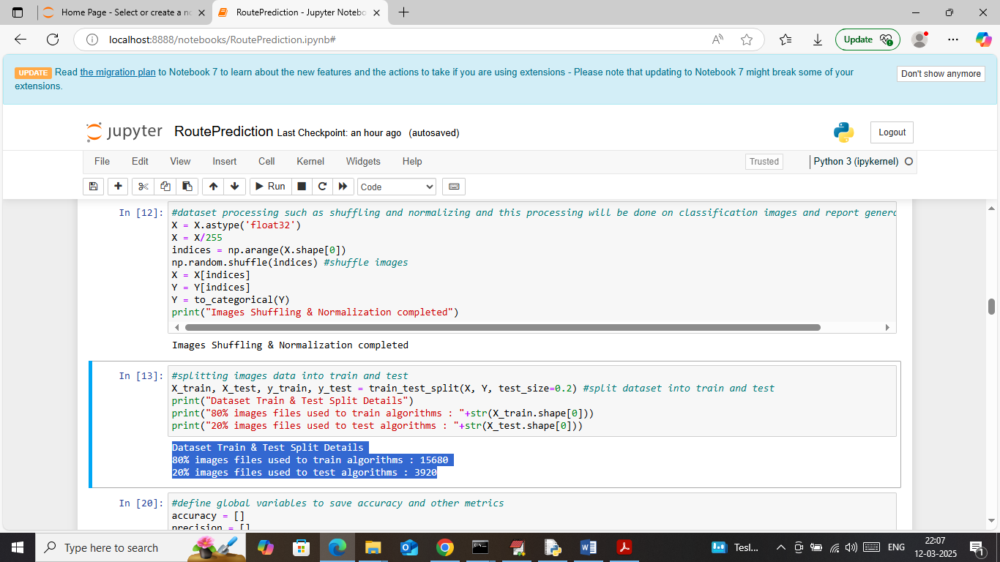 Home Page - Select or create a no
RoutePrediction - Jupyter Notebo
localhost:8888/notebooks/RoutePrediction.ipynb#
Update
UPDATE Read the migration plan to Notebook 7 to learn about the new features and the actions to take if you are using extensions - Please note that updating to Notebook 7 might break some of your
extensions.
Don't show anymore
jupyter RoutePrediction Last Checkpoint: an hour ago (autosaved)
Logout
File Edit View Insert Cell Kernel Widgets Help
Trusted
Python 3 (ipykernel)
Run
Code
In [12]: #dataset processing such as shuffling and normalizing and this processing will be done on classification images and report genero
X = X.astype('float32')
X = X/255
indices = np.arange(X.shape[0])
np.random.shuffle(indices) #shuffle images
X = X[indices]
Y = Y[indices]
Y = to_categorical(Y)
print("Images Shuffling & Normalization completed")
Images Shuffling & Normalization completed
In [13]: #splitting images data into train and test
X_train, X_test, y_train, y_test = train_test_split(X, Y, test_size=0.2) #split dataset into train and test
print("Dataset Train & Test Split Details")
print("80% images files used to train algorithms : "+str(X_train.shape[0]))
print("20% images files used to test algorithms : "+str(X_test.shape[0]))
Dataset Train & Test Split Details
80% images files used to train algorithms : 15680
20% images files used to test algorithms : 3920
In [20]: #define global variables to save accuracy and other metrics
accuracy = []
precision = []
Type here to search
Tesl...
ENG
22:07
12-03-2025
1